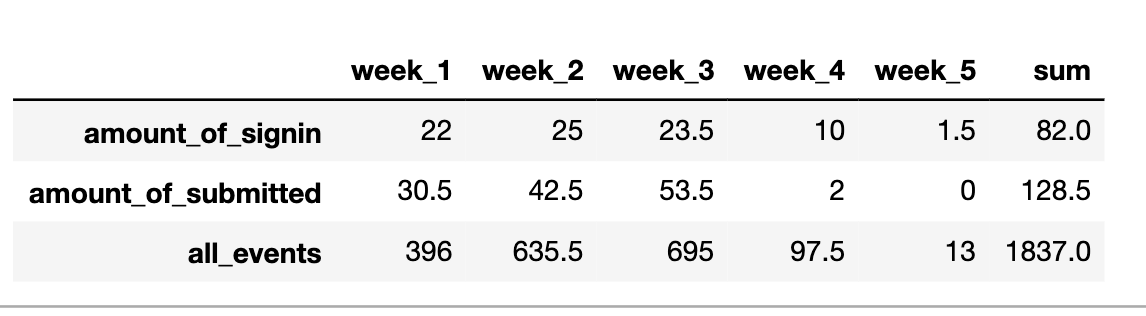 week_1 week_2 week_3 week_4 week_5 sum
amount_of_signin 22 25 23.5 10 1.5 82.0
amount_of_submitted 30.5 42.5 53.5 2 0 128.5
all_events 396 635.5 695 97.5 13 1837.0